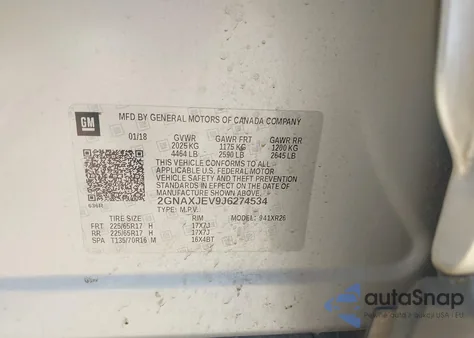 GM
MFD BY GENERAL MOTORS OF CANADA COMPANY
01/18 GVWR GAWR FRT GAWR RR
2025 KG 1175 KG 1200 KG
4464 LB 2590 LB 2645 LB
THIS VEHICLE CONFORMS TO ALL
APPLICABLE U.S. FEDERAL MOTOR
VEHICLE SAFETY AND THEFT PREVENTION
STANDARDS IN EFFECT ON THE DATE OF
MANUFACTURE SHOWN ABOVE.
2GNAXJEV9J6274534
TYPE: M.P.V. MODEL: 941XR26
TIRE SIZE RIM
FRT 225/65R17 H 17X7J
RR 225/65R17 H 17X7J
SPA T135/70R16 M 16X4BT
autoSnap